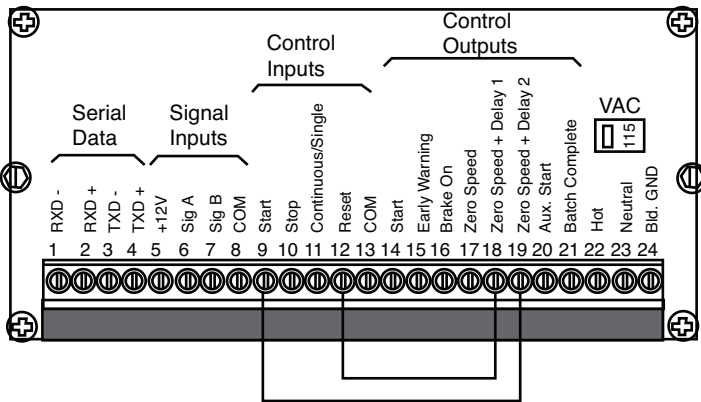 Control
Inputs
Control
Outputs
Serial
Data
Signal
Inputs
VAC
115
RXD -
RXD +
TXD -
TXD +
+12V
Sig A
Sig B
COM
Start
Stop
Continuous/Single
Reset
COM
Start
Early Warning
Brake On
Zero Speed
Zero Speed + Delay 1
Zero Speed + Delay 2
Aux. Start
Batch Complete
Hot
Neutral
Bld. GND
1 2 3 4 5 6 7 8 9 10 11 12 13 14 15 16 17 18 19 20 21 22 23 24